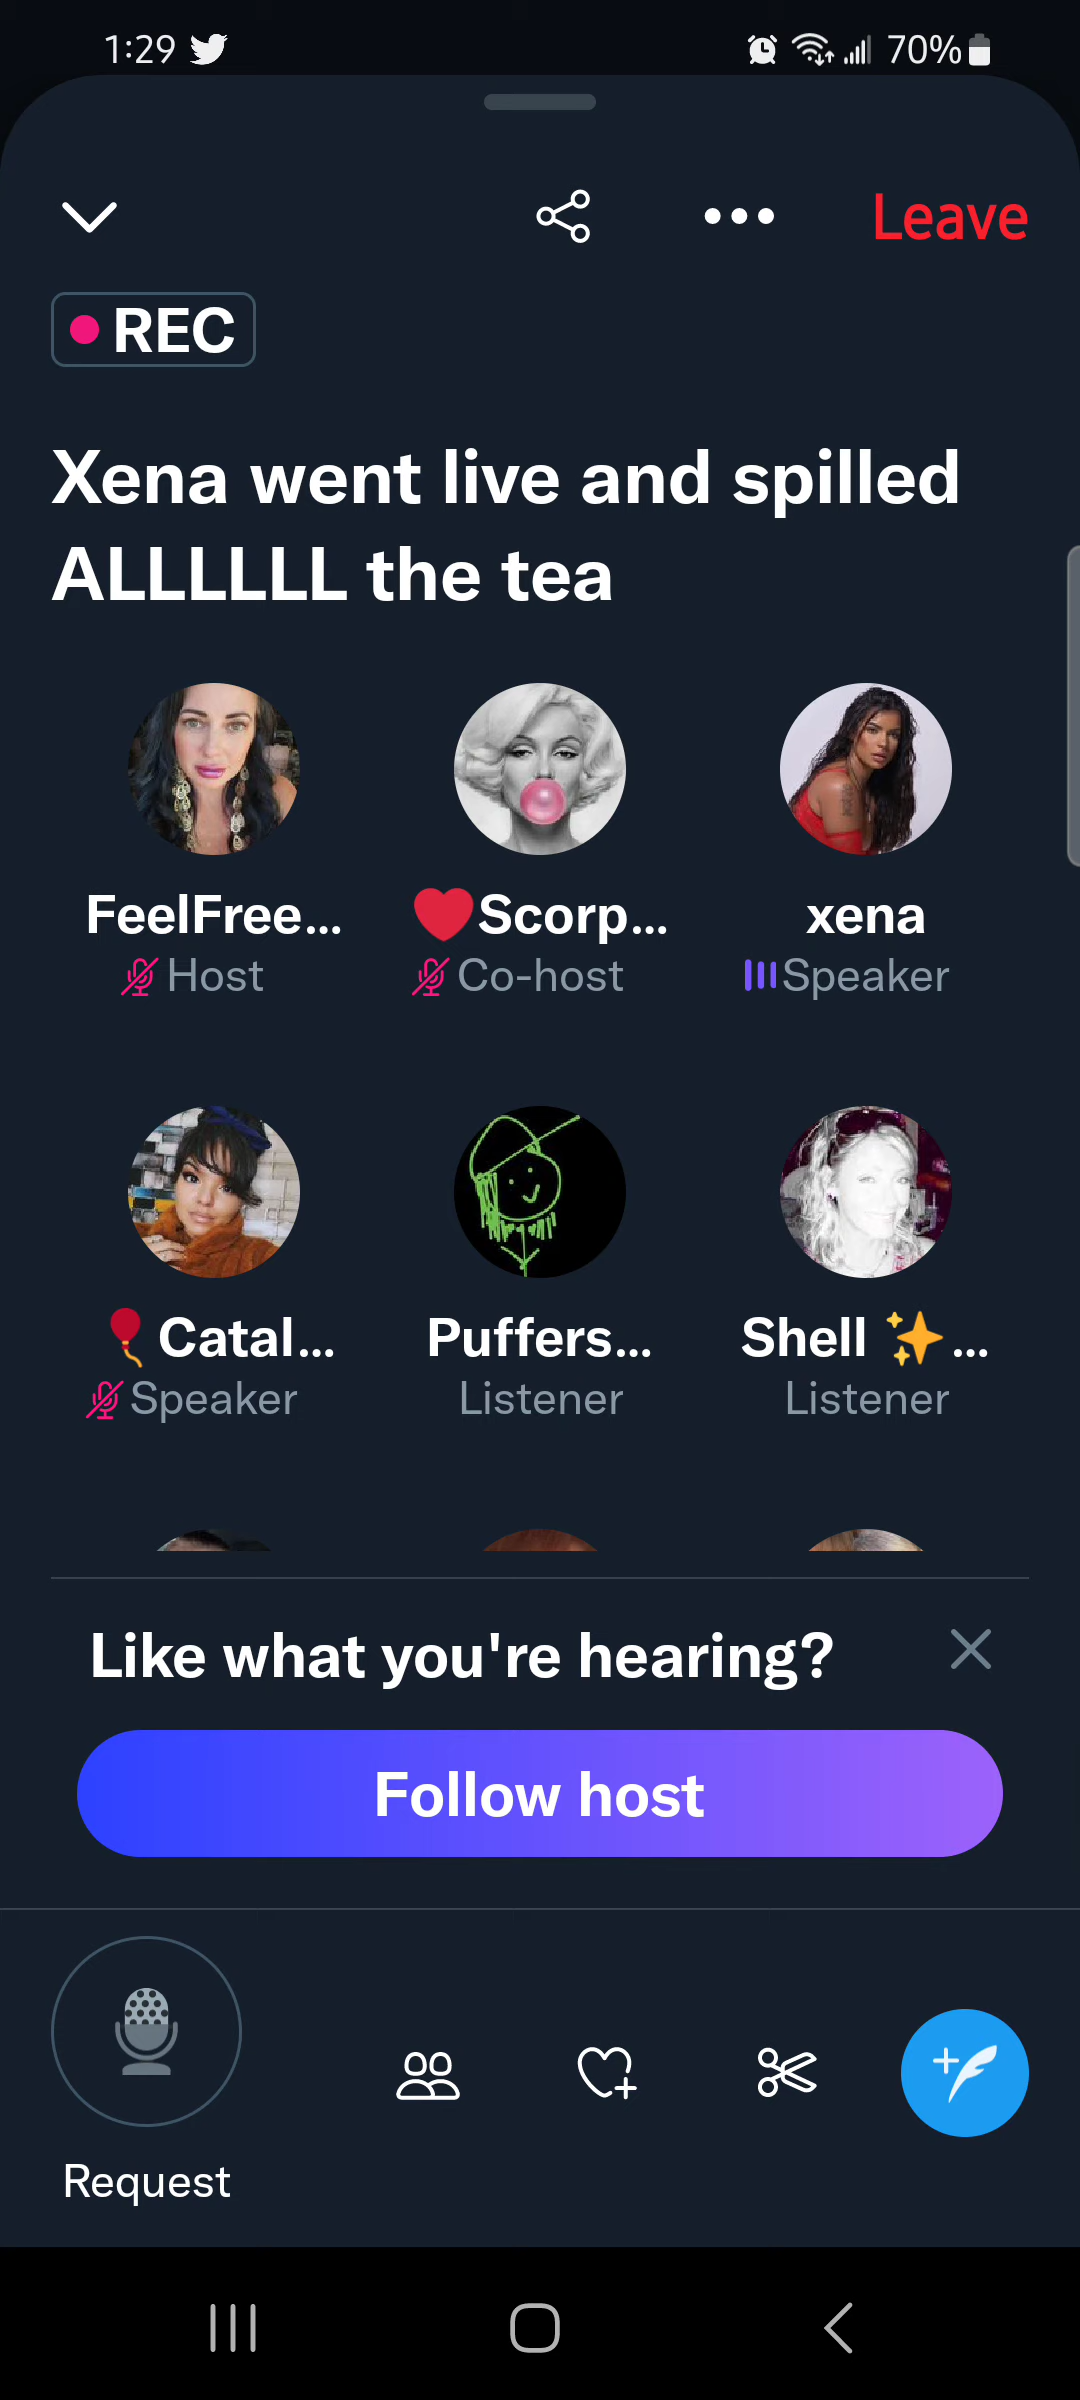 1:29 70%
Leave
REC
Xena went live and spilled
ALLLLLL the tea
FeelFree... ❤️Scorp... xena
Host Co-host Speaker
🎈Catal... Puffers... Shell ✨...
Speaker Listener Listener
Like what you're hearing?
Follow host
Request